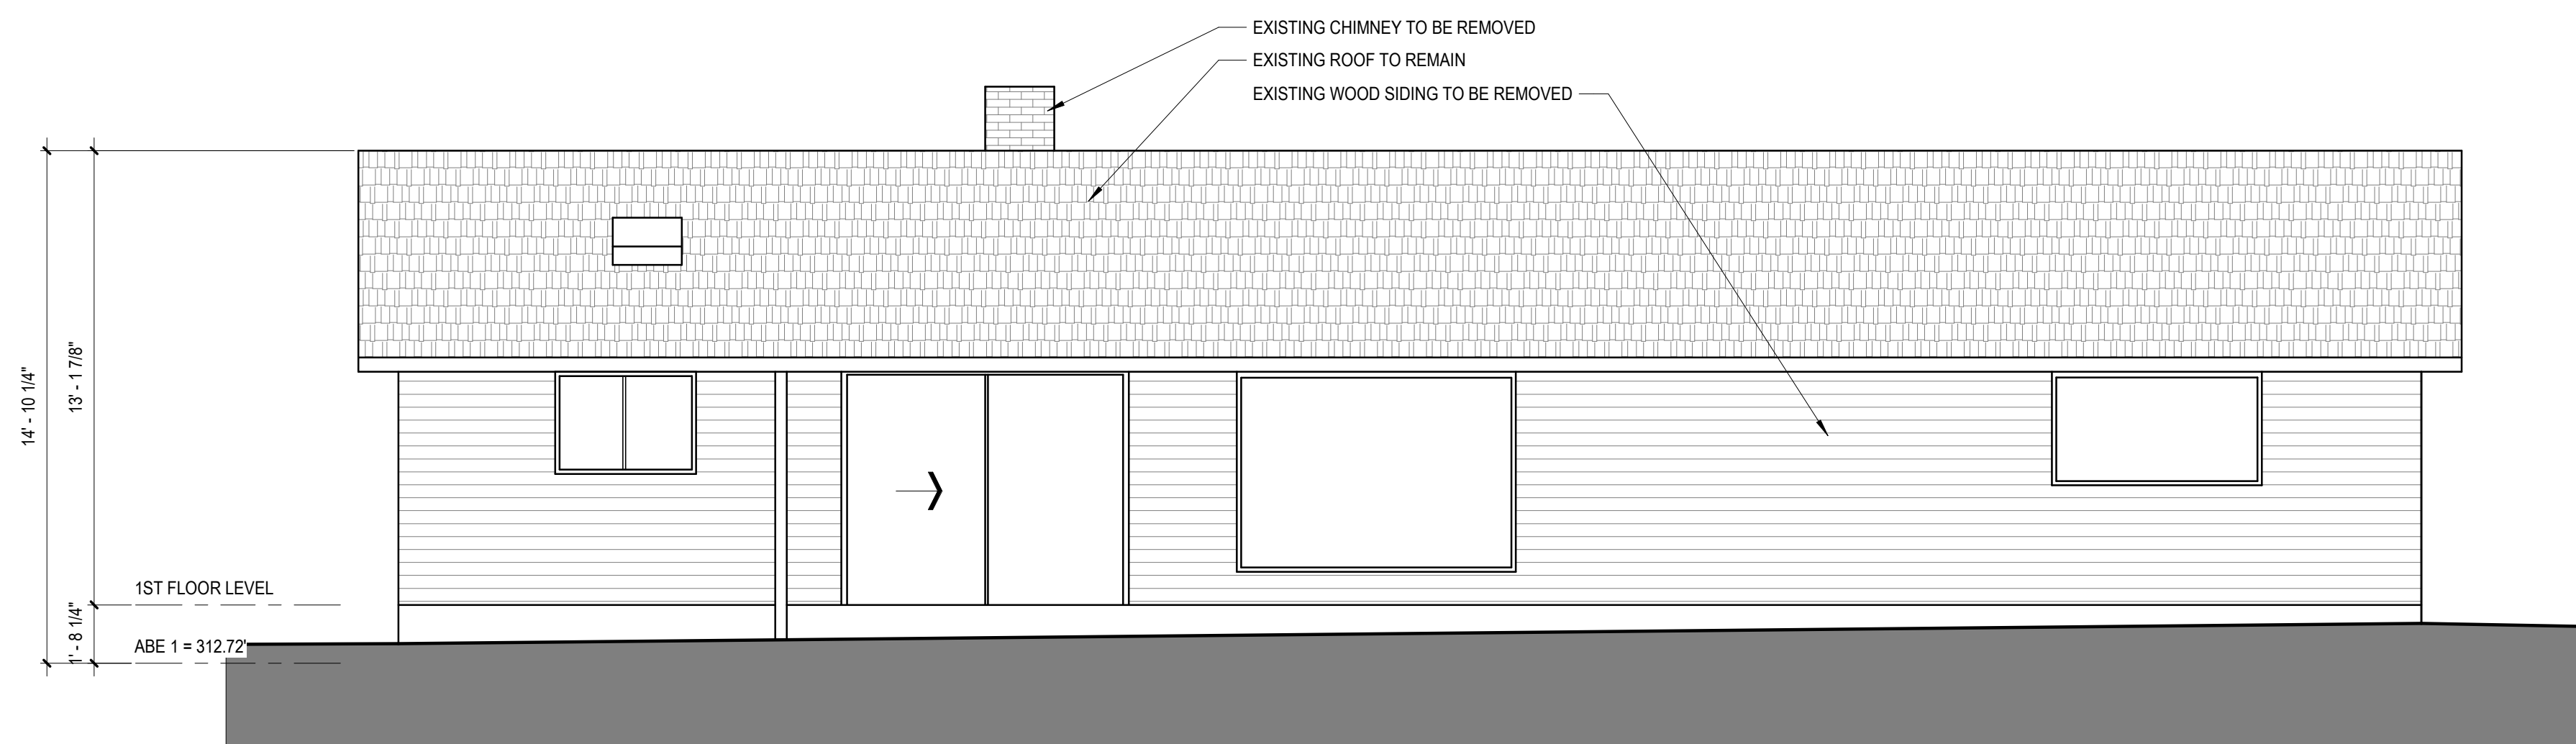 EXISTING CHIMNEY TO BE REMOVED
EXISTING ROOF TO REMAIN
EXISTING WOOD SIDING TO BE REMOVED
14' - 10 1/4"
13' - 1 7/8"
1' - 8 1/4"
1ST FLOOR LEVEL
ABE 1 = 312.72'